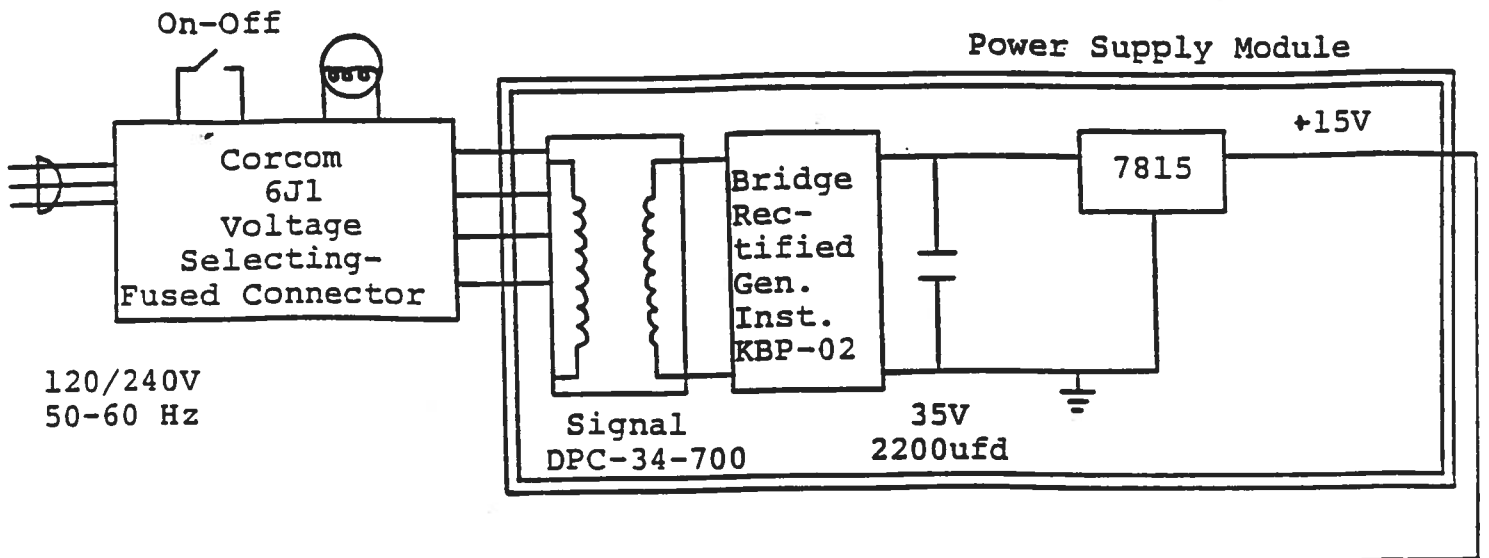 On-Off
Power Supply Module
+15V
Corcom
6J1
Voltage
Selecting-
Fused Connector
Bridge
Rec-
tified
Gen.
Inst.
KBP-02
7815
120/240V
50-60 Hz
Signal
DPC-34-700
35V
2200ufd